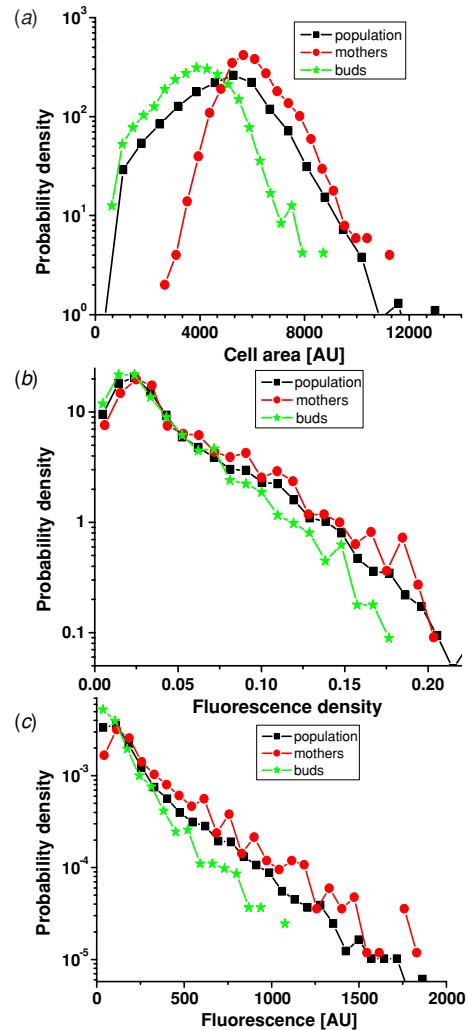 (a)
10³
10²
10¹
10⁰
Probability density
population
mothers
buds
0 4000 8000 12000
Cell area [AU]
(b)
10
1
0.1
Probability density
population
mothers
buds
0.00 0.05 0.10 0.15 0.20
Fluorescence density
(c)
10⁻³
10⁻⁴
10⁻⁵
Probability density
population
mothers
buds
0 500 1000 1500 2000
Fluorescence [AU]